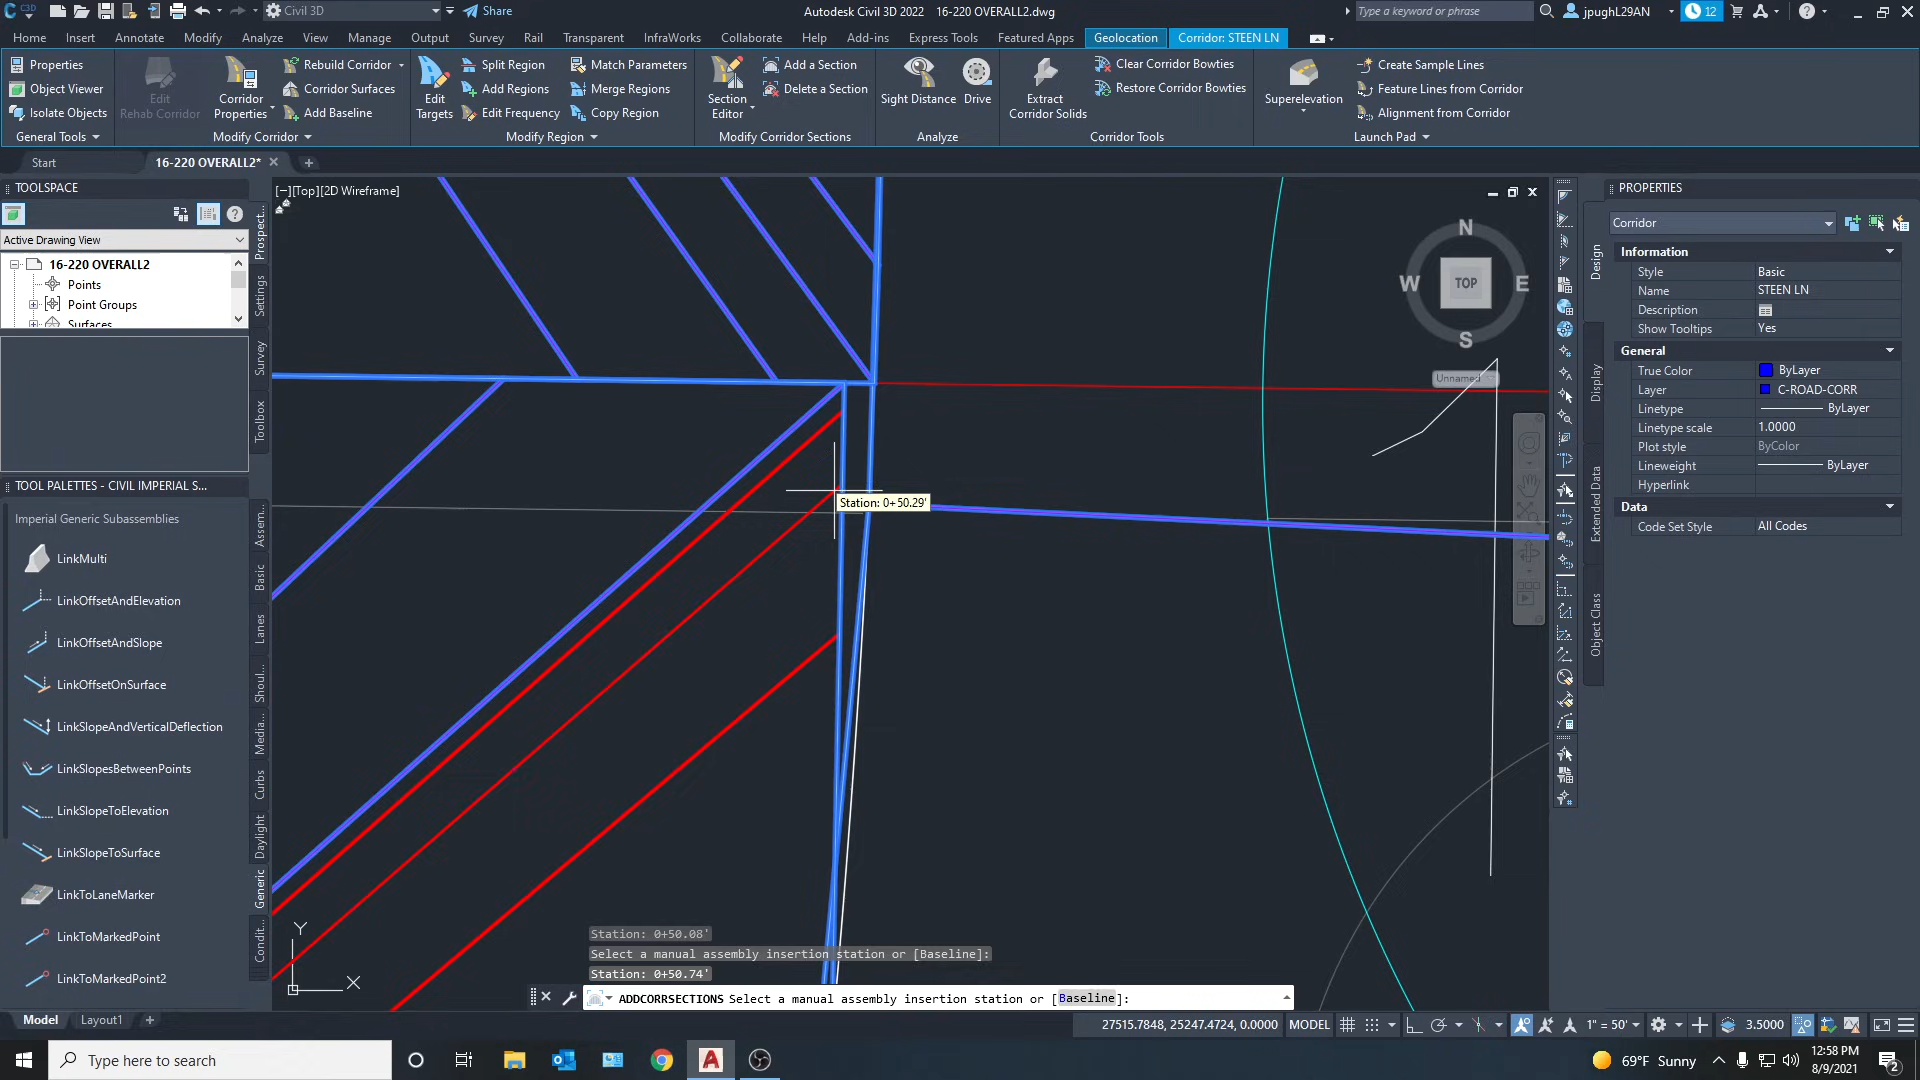 C3D
Civil 3D
Share
Autodesk Civil 3D 2022 16-220 OVERALL2.dwg
Type a keyword or phrase
jpughL29AN
12
Home Insert Annotate Modify Analyze View Manage Output Survey Rail Transparent InfraWorks Collaborate Help Add-ins Express Tools Featured Apps Geolocation Corridor: STEEN LN
Properties
Object Viewer
Isolate Objects
General Tools
Edit
Rehab Corridor
Corridor
Properties
Rebuild Corridor
Corridor Surfaces
Add Baseline
Modify Corridor
Edit
Targets
Split Region
Add Regions
Edit Frequency
Match Parameters
Merge Regions
Copy Region
Modify Region
Section
Editor
Add a Section
Delete a Section
Modify Corridor Sections
Sight Distance
Drive
Analyze
Extract
Corridor Solids
Clear Corridor Bowties
Restore Corridor Bowties
Corridor Tools
Superelevation
Create Sample Lines
Feature Lines from Corridor
Alignment from Corridor
Launch Pad
Start
16-220 OVERALL2*
TOOLSPACE
Active Drawing View
16-220 OVERALL2
Points
Point Groups
Surfaces
Prospect...
Settings
Survey
Toolbox
TOOL PALETTES - CIVIL IMPERIAL S...
Imperial Generic Subassemblies
LinkMulti
LinkOffsetAndElevation
LinkOffsetAndSlope
LinkOffsetOnSurface
LinkSlopeAndVerticalDeflection
LinkSlopesBetweenPoints
LinkSlopeToElevation
LinkSlopeToSurface
LinkToLaneMarker
LinkToMarkedPoint
LinkToMarkedPoint2
Assem...
Basic
Lanes
Shoul...
Media...
Curbs
Daylight
Generic
Condit...
[−][Top][2D Wireframe]
N
W
TOP
E
S
Unnamed
Station: 0+50.29'
Y
X
Station: 0+50.08'
Select a manual assembly insertion station or [Baseline]:
Station: 0+50.74'
ADDCORRSECTIONS Select a manual assembly insertion station or [Baseline]:
PROPERTIES
Corridor
Information
Style Basic
Name STEEN LN
Description
Show Tooltips Yes
General
True Color ByLayer
Layer C-ROAD-CORR
Linetype ByLayer
Linetype scale 1.0000
Plot style ByColor
Lineweight ByLayer
Hyperlink
Data
Code Set Style All Codes
Design
Display
Extended Data
Object Class
Model
Layout1
27515.7848, 25247.4724, 0.0000
MODEL
1" = 50'
3.5000
Type here to search
69°F Sunny
12:58 PM
8/9/2021
2